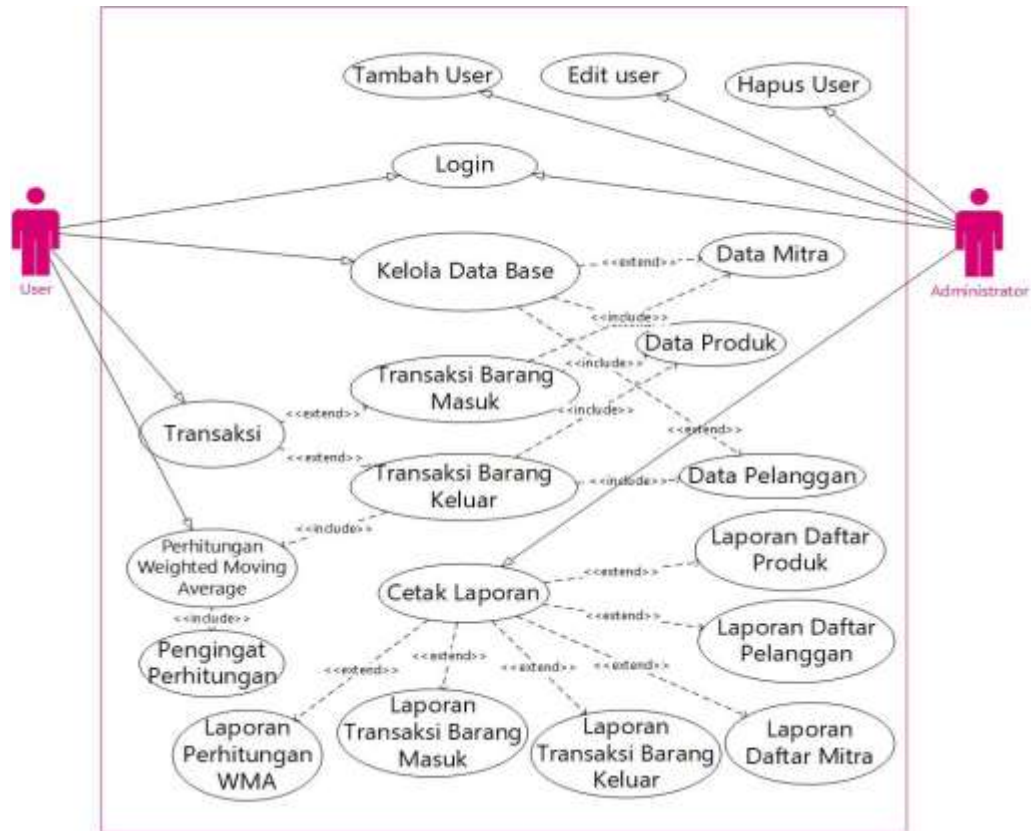 Tambah User
Edit user
Hapus User
Login
User
Administrator
Kelola Data Base
<<extend>>
Data Mitra
<<include>>
Data Produk
<<include>>
Transaksi Barang
Masuk
<<extend>>
<<include>>
Transaksi
<<extend>>
<<extend>>
Transaksi Barang
Keluar
<<include>>
Data Pelanggan
<<include>>
Perhitungan
Weighted Moving
Average
<<include>>
Pengingat
Perhitungan
Cetak Laporan
<<extend>>
Laporan Daftar
Produk
<<extend>>
Laporan Daftar
Pelanggan
<<extend>>
<<extend>>
<<extend>>
<<extend>>
Laporan
Perhitungan
WMA
Laporan
Transaksi Barang
Masuk
Laporan
Transaksi Barang
Keluar
Laporan
Daftar Mitra